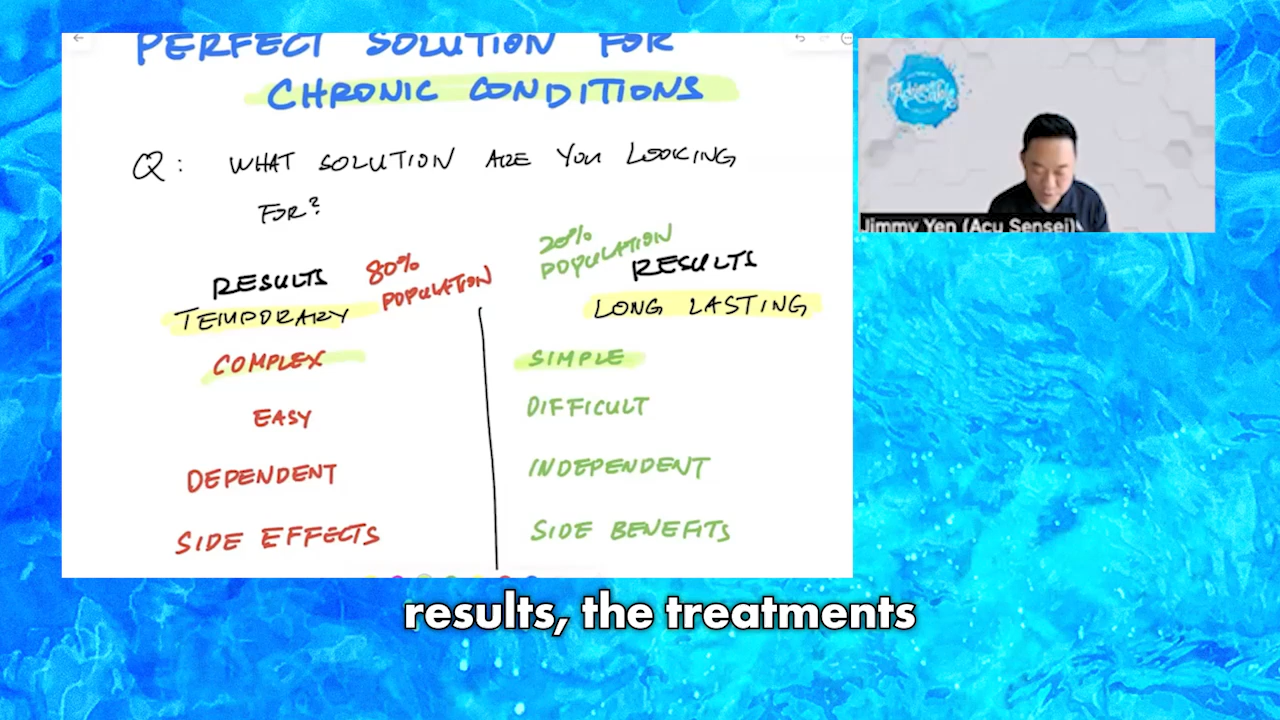 PERFECT SOLUTION FOR
CHRONIC CONDITIONS
Q: WHAT SOLUTION ARE YOU LOOKING
FOR?
RESULTS
TEMPORARY
80%
POPULATION
20%
POPULATION
RESULTS
LONG LASTING
COMPLEX
SIMPLE
EASY
DIFFICULT
DEPENDENT
INDEPENDENT
SIDE EFFECTS
SIDE BENEFITS
Jimmy Yen (Acu Sensei)
results, the treatments